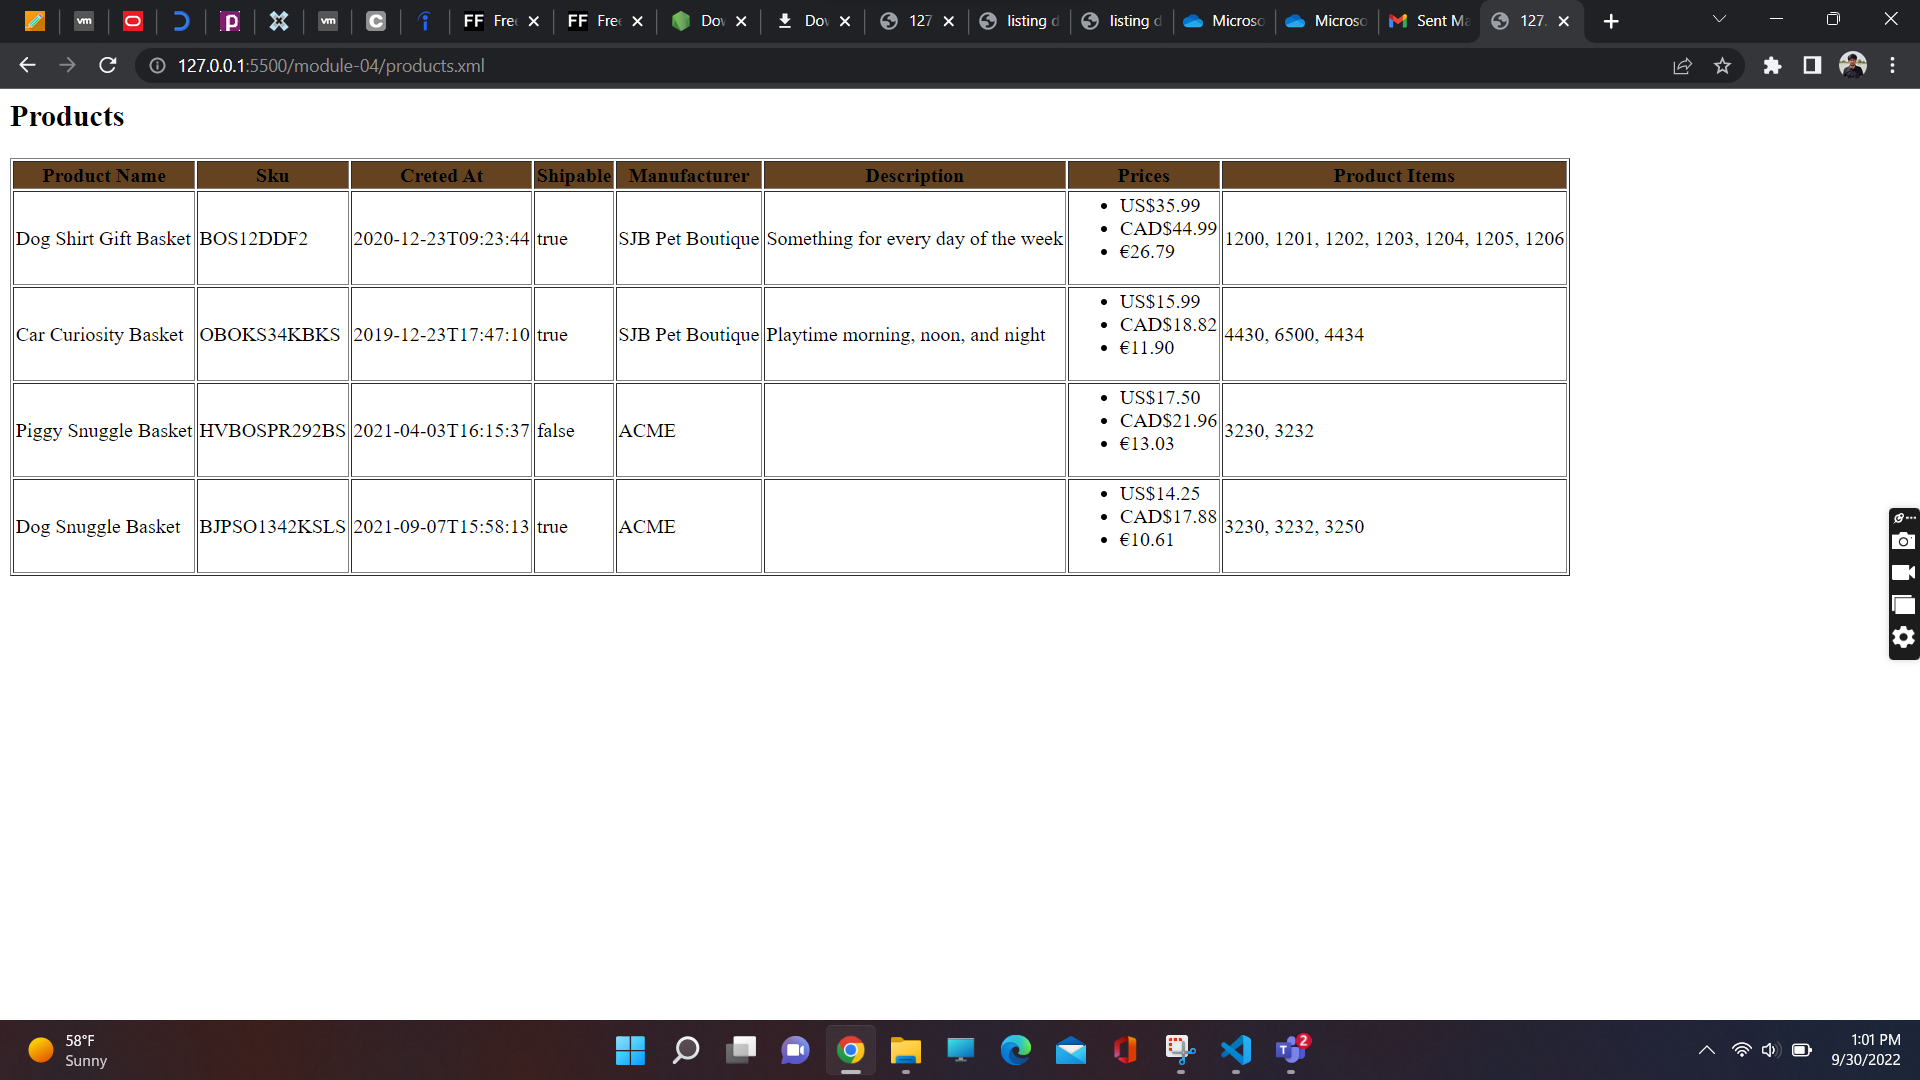 vm
vm
C
FF Free
FF Free
Dow
Dow
127
listing d
listing d
Microso
Microso
Sent Ma
127.
127.0.0.1:5500/module-04/products.xml
Products
Product Name Sku Creted At Shipable Manufacturer Description Prices Product Items
Dog Shirt Gift Basket BOS12DDF2 2020-12-23T09:23:44 true SJB Pet Boutique Something for every day of the week
US$35.99
CAD$44.99
€26.79
1200, 1201, 1202, 1203, 1204, 1205, 1206
Car Curiosity Basket OBOKS34KBKS 2019-12-23T17:47:10 true SJB Pet Boutique Playtime morning, noon, and night
US$15.99
CAD$18.82
€11.90
4430, 6500, 4434
Piggy Snuggle Basket HVBOSPR292BS 2021-04-03T16:15:37 false ACME
US$17.50
CAD$21.96
€13.03
3230, 3232
Dog Snuggle Basket BJPSO1342KSLS 2021-09-07T15:58:13 true ACME
US$14.25
CAD$17.88
€10.61
3230, 3232, 3250
58°F
Sunny
2
1:01 PM
9/30/2022